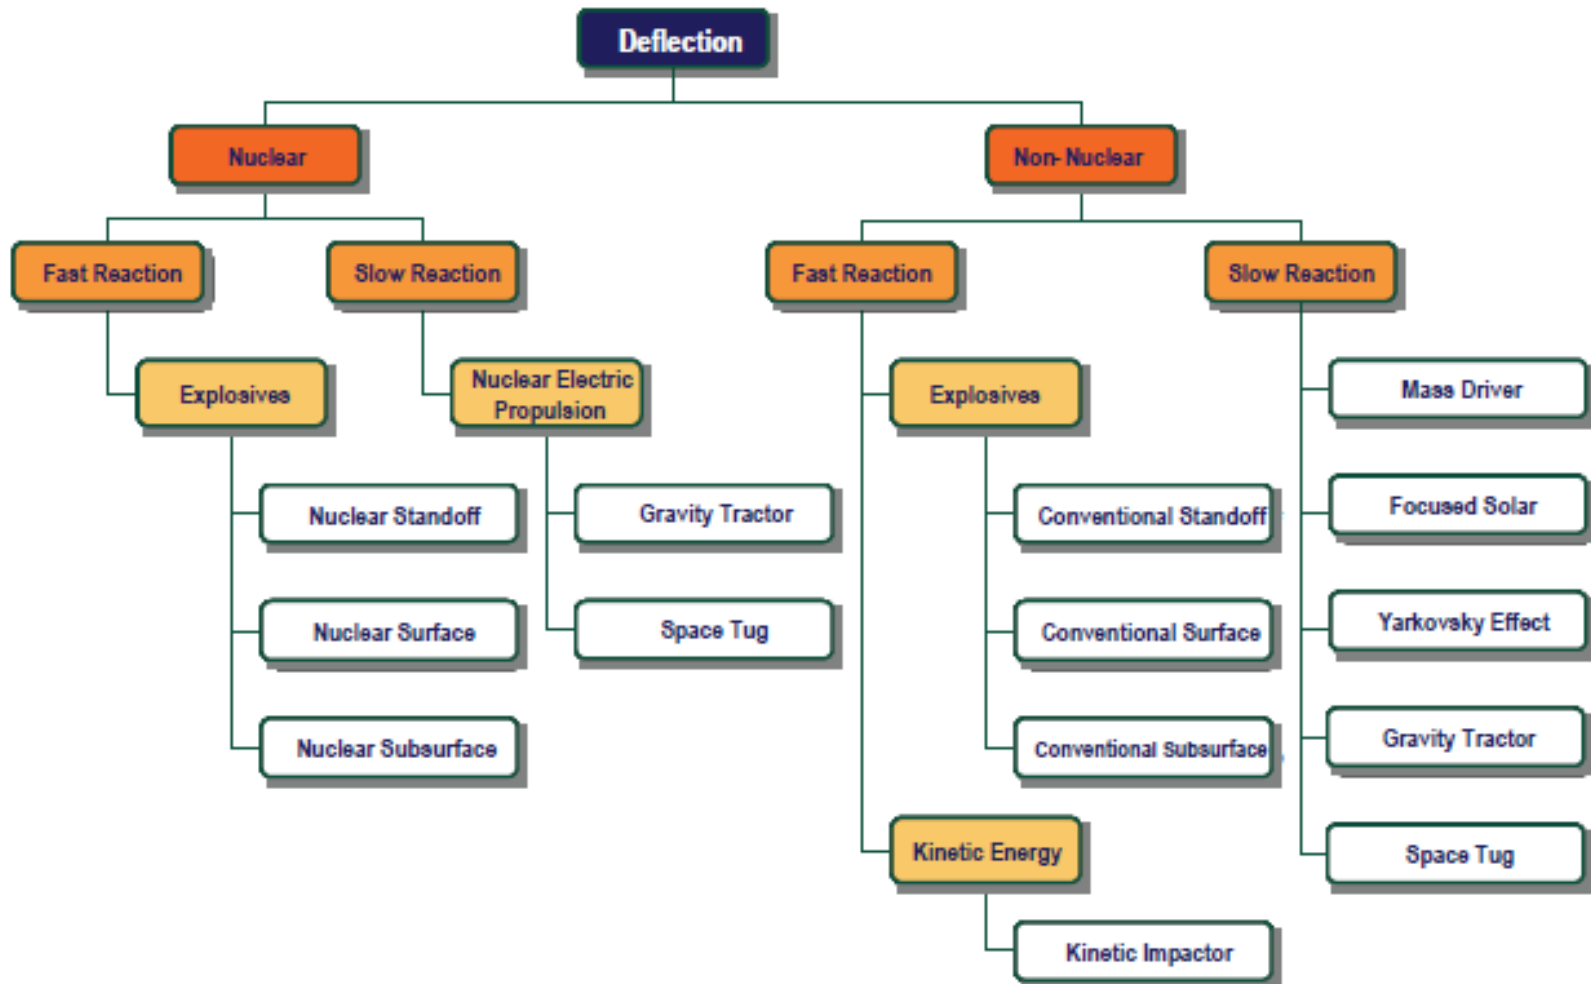 Deflection
Nuclear
Non-Nuclear
Fast Reaction
Slow Reaction
Fast Reaction
Slow Reaction
Explosives
Nuclear Electric
Propulsion
Explosives
Mass Driver
Nuclear Standoff
Gravity Tractor
Conventional Standoff
Focused Solar
Nuclear Surface
Space Tug
Conventional Surface
Yarkovsky Effect
Nuclear Subsurface
Conventional Subsurface
Gravity Tractor
Kinetic Energy
Space Tug
Kinetic Impactor